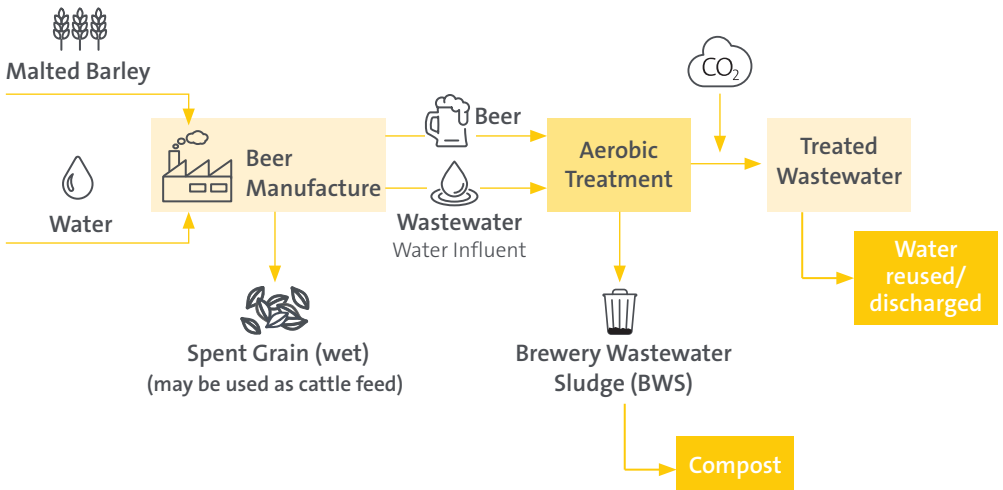 Malted Barley
Water
Beer
Manufacture
Beer
Wastewater
Water Influent
Spent Grain (wet)
(may be used as cattle feed)
Aerobic
Treatment
CO₂
Treated
Wastewater
Water
reused/
discharged
Brewery Wastewater
Sludge (BWS)
Compost